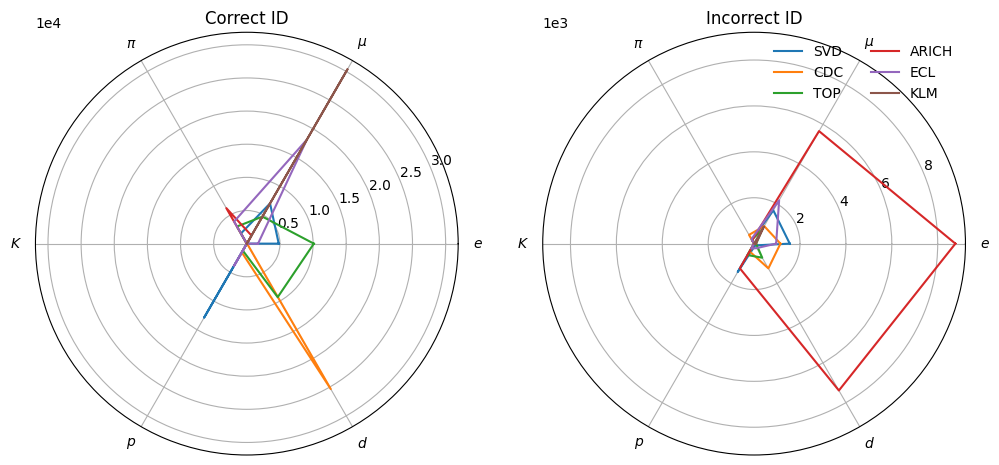 Correct ID
1e4
π
μ
K
e
p
d
0.5
1.0
1.5
2.0
2.5
3.0
Incorrect ID
1e3
π
μ
K
e
p
d
2
4
6
8
SVD
CDC
TOP
ARICH
ECL
KLM